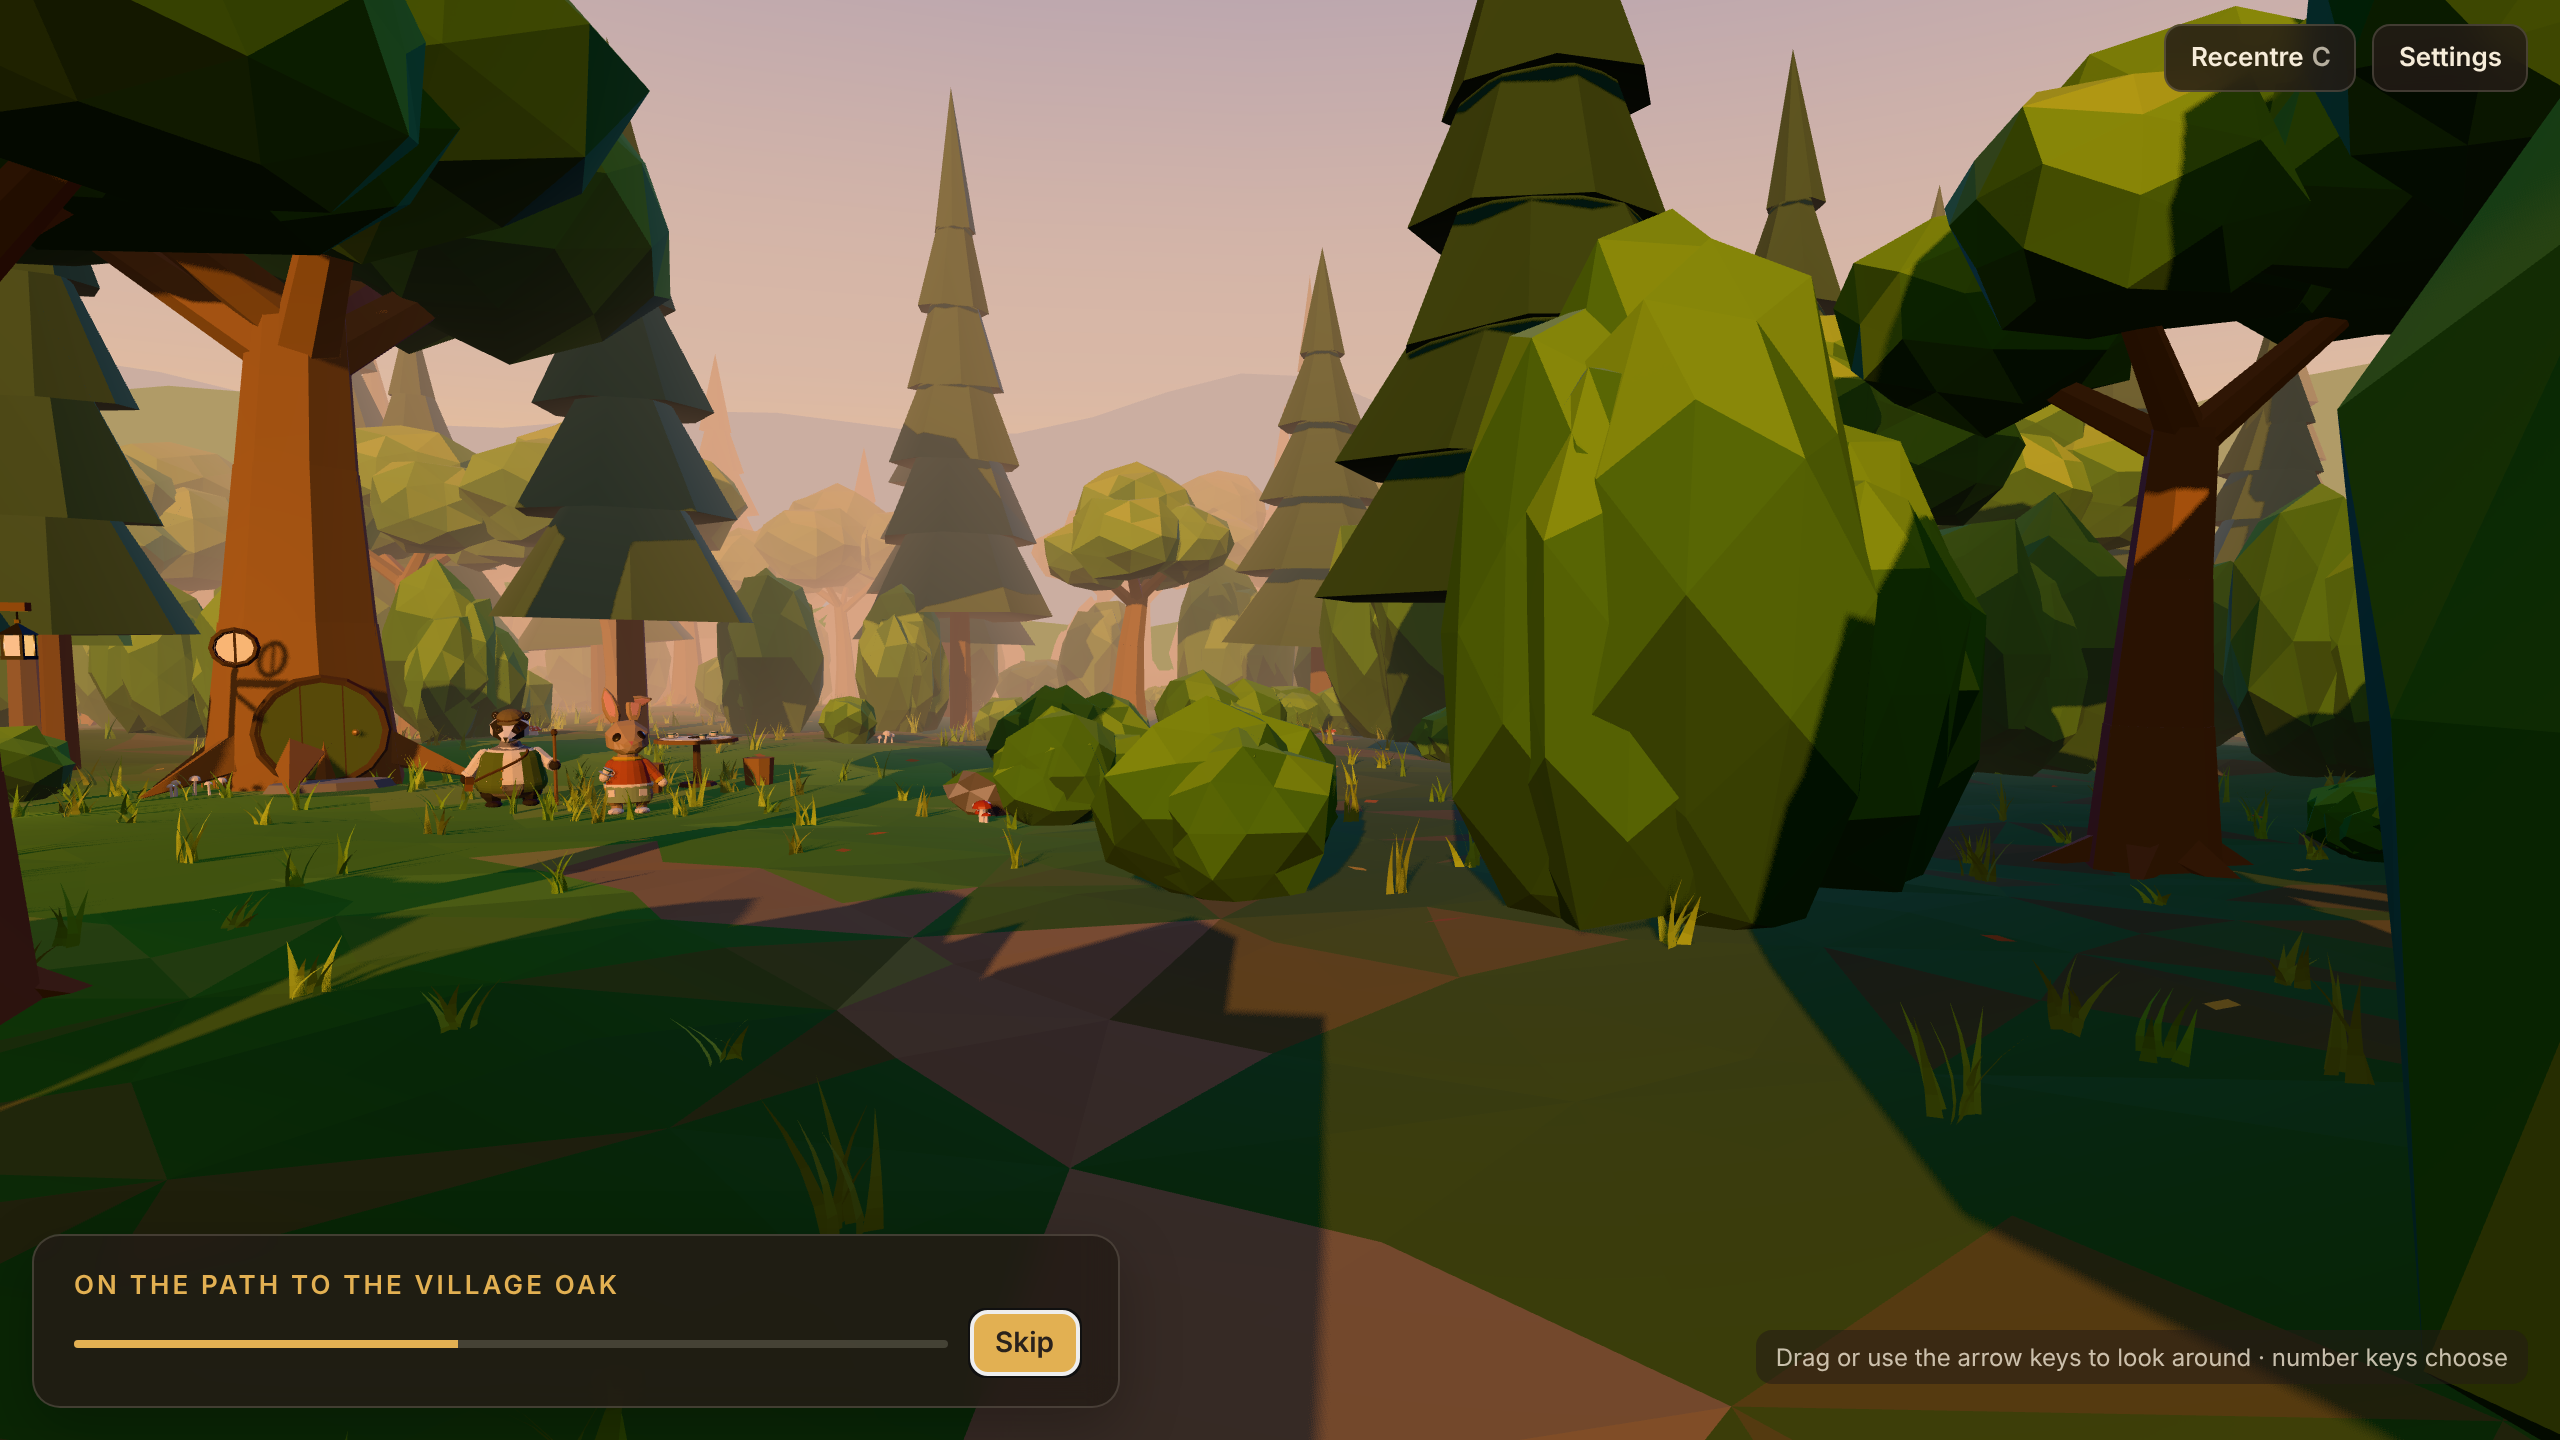 Recentre C
Settings
ON THE PATH TO THE VILLAGE OAK
Skip
Drag or use the arrow keys to look around · number keys choose